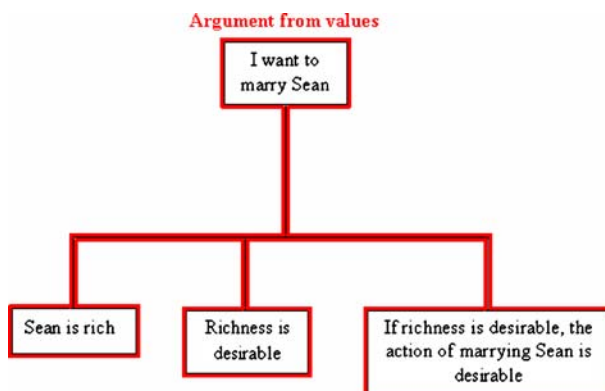 Argument from values
I want to
marry Sean
Sean is rich
Richness is
desirable
If richness is desirable, the
action of marrying Sean is
desirable